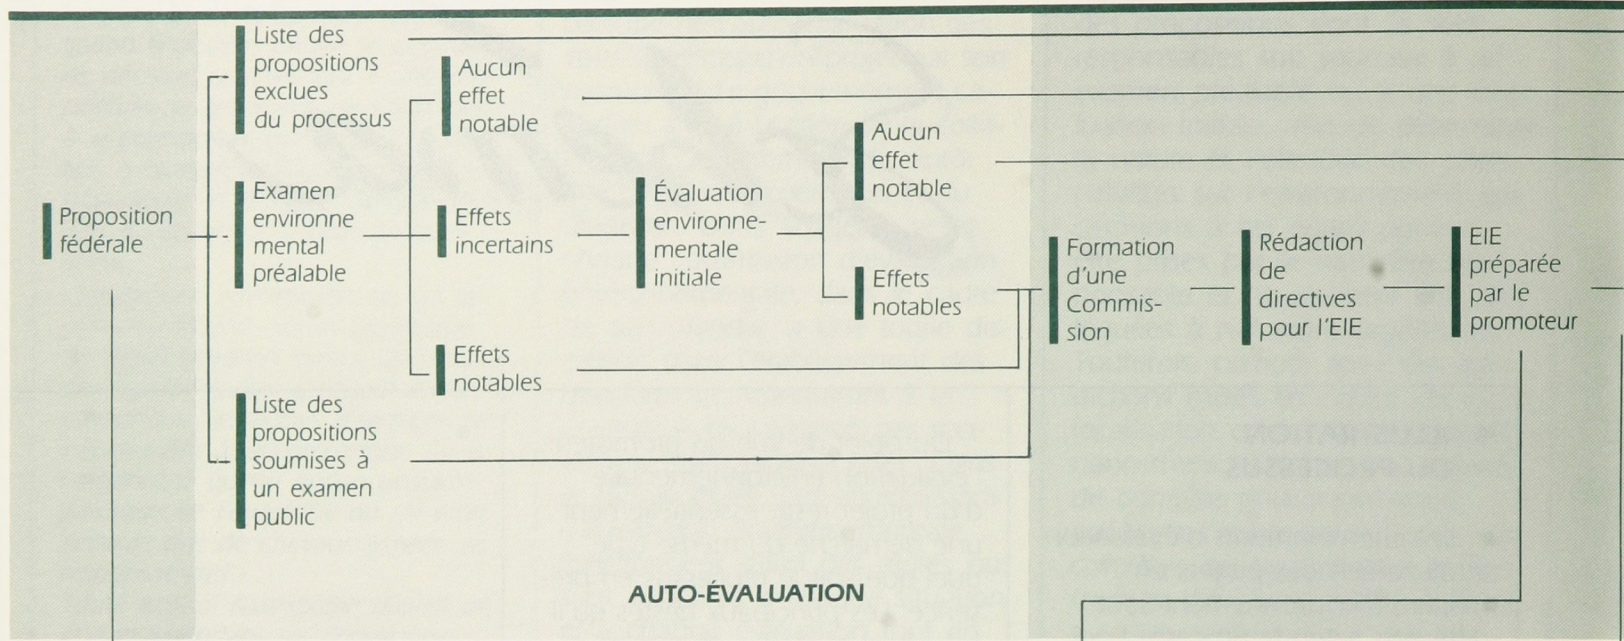 Proposition
fédérale
Liste des
propositions
exclues
du processus
Examen
environne
mental
préalable
Liste des
propositions
soumises à
un examen
public
Aucun
effet
notable
Effets
incertains
Effets
notables
Évaluation
environne-
mentale
initiale
Aucun
effet
notable
Effets
notables
Formation
d'une
Commis-
sion
Rédaction
de
directives
pour l'EIE
EIE
préparée
par le
promoteur
AUTO-ÉVALUATION